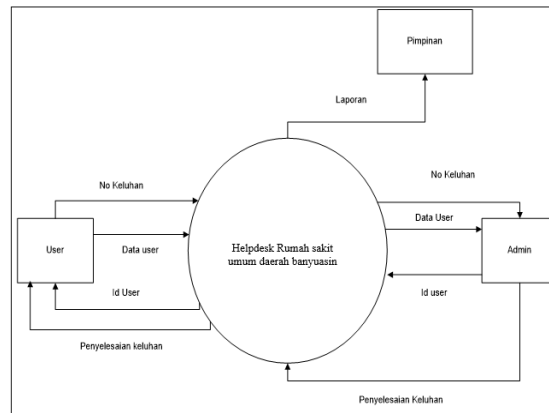 Pimpinan
Laporan
No Keluhan
No Keluhan
Data User
User
Data user
Helpdesk Rumah sakit
umum daerah banyuasin
Admin
Id User
Id user
Penyelesaian keluhan
Penyelesaian Keluhan